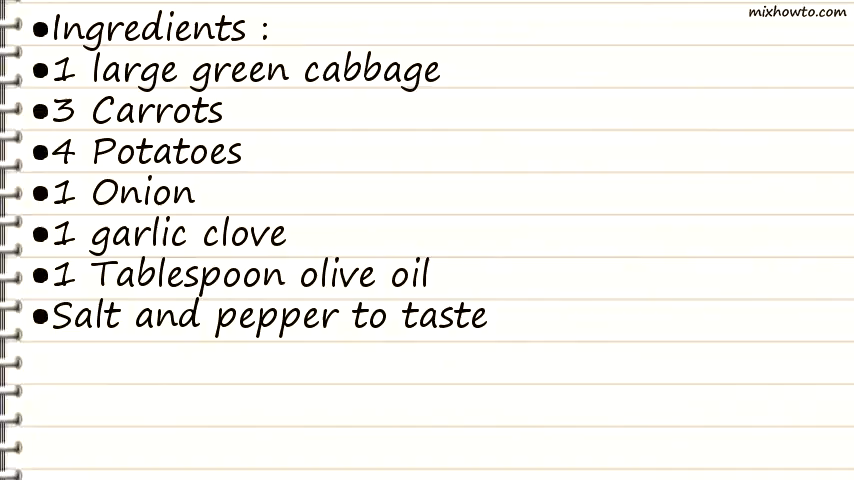 mixhowto.com
•Ingredients :
•1 large green cabbage
•3 Carrots
•4 Potatoes
•1 Onion
•1 garlic clove
•1 Tablespoon olive oil
•Salt and pepper to taste